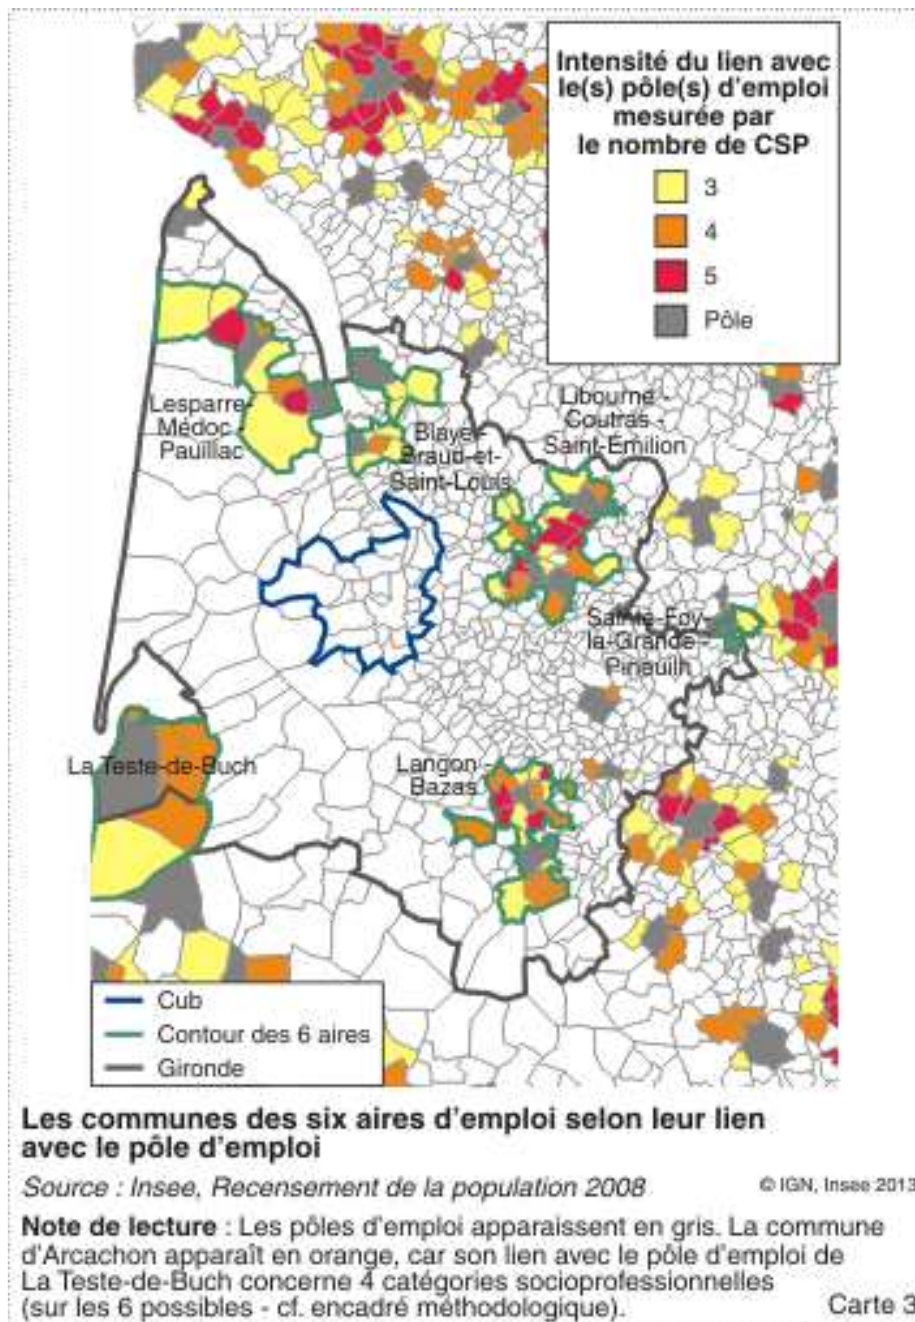 Intensité du lien avec
le(s) pôle(s) d'emploi
mesurée par
le nombre de CSP
3
4
5
Pôle
Lesparre-
Médoc -
Pauillac
Blaye-
Braud-et-
Saint-Louis
Libourne -
Coutras -
Saint-Emilion
Sainte-Foy-
la-Grande -
Pineuilh
La Teste-de-Buch
Langon -
Bazas
Cub
Contour des 6 aires
Gironde
Les communes des six aires d'emploi selon leur lien
avec le pôle d'emploi
Source : Insee, Recensement de la population 2008
© IGN, Insee 2013
Note de lecture : Les pôles d'emploi apparaissent en gris. La commune
d'Arcachon apparaît en orange, car son lien avec le pôle d'emploi de
La Teste-de-Buch concerne 4 catégories socioprofessionnelles
(sur les 6 possibles - cf. encadré méthodologique).
Carte 3